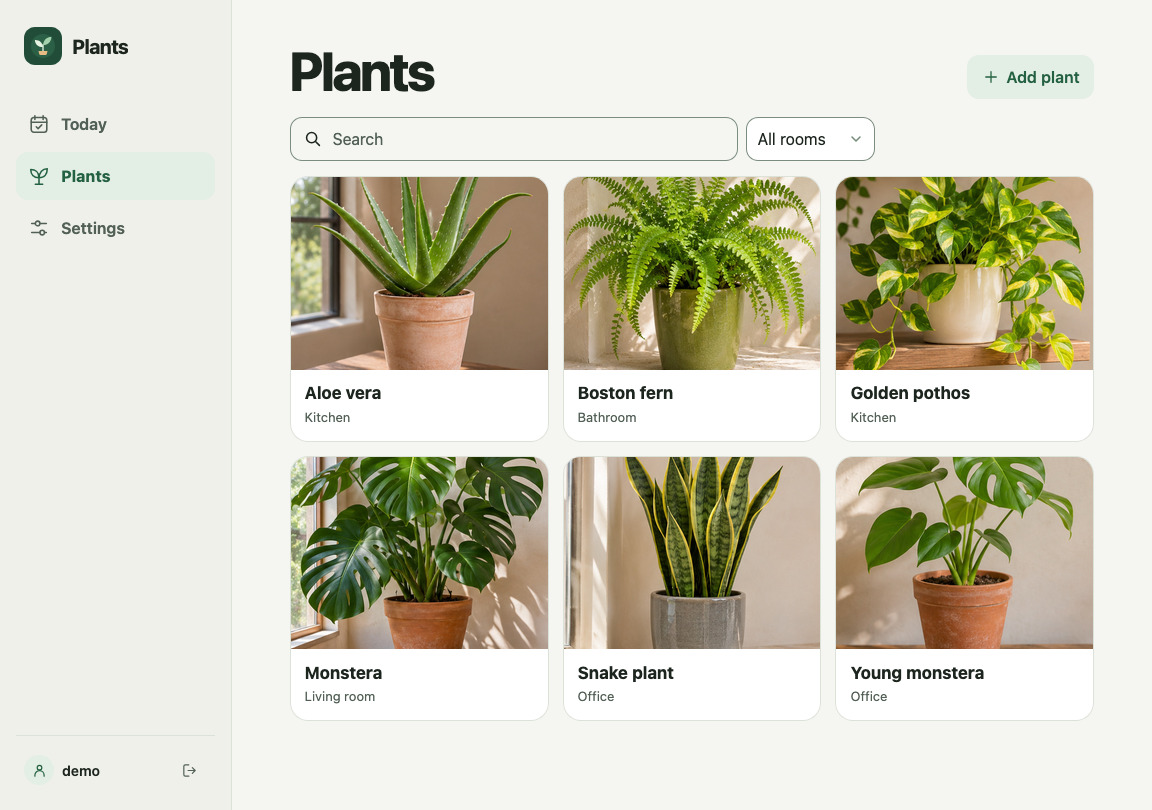 Plants
Today
Plants
Settings
demo
Plants
Add plant
Search
All rooms
Aloe vera
Kitchen
Boston fern
Bathroom
Golden pothos
Kitchen
Monstera
Living room
Snake plant
Office
Young monstera
Office